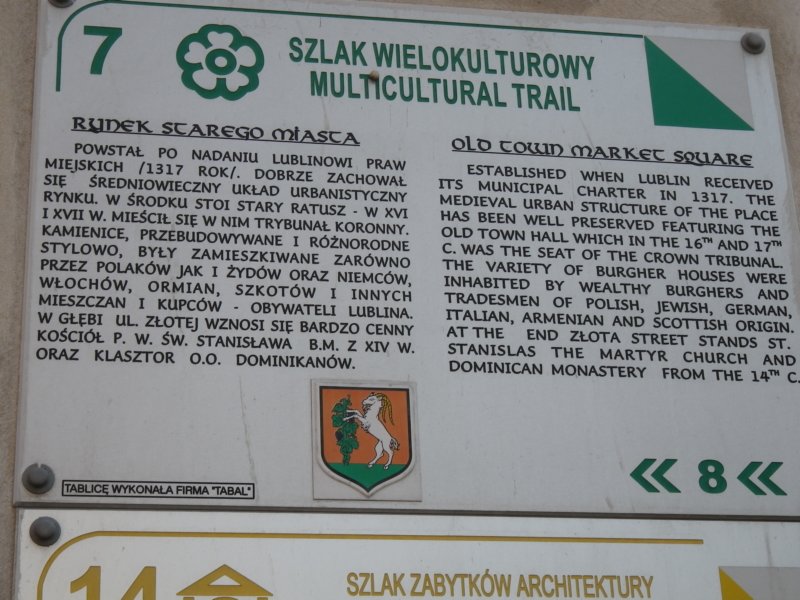 7
SZLAK WIELOKULTUROWY
MULTICULTURAL TRAIL
RYNEK STAREGO MIASTA
POWSTAŁ PO NADANIU LUBLINOWI PRAW
MIEJSKICH /1317 ROK/. DOBRZE ZACHOWAŁ
SIĘ ŚREDNIOWIECZNY UKŁAD URBANISTYCZNY
RYNKU. W ŚRODKU STOI STARY RATUSZ - W XVI
I XVII W. MIEŚCIŁ SIĘ W NIM TRYBUNAŁ KORONNY.
KAMIENICE, PRZEBUDOWYWANE I RÓŻNORODNE
STYLOWO, BYŁY ZAMIESZKIWANE ZARÓWNO
PRZEZ POLAKÓW JAK I ŻYDÓW ORAZ NIEMCÓW,
WŁOCHÓW, ORMIAN, SZKOTÓW I INNYCH
MIESZCZAN I KUPCÓW - OBYWATELI LUBLINA.
W GŁĘBI UL. ZŁOTEJ WZNOSI SIĘ BARDZO CENNY
KOŚCIÓŁ P. W. ŚW. STANISŁAWA B.M. Z XIV W.
ORAZ KLASZTOR O.O. DOMINIKANÓW.
OLD TOWN MARKET SQUARE
ESTABLISHED WHEN LUBLIN RECEIVED
ITS MUNICIPAL CHARTER IN 1317. THE
MEDIEVAL URBAN STRUCTURE OF THE PLACE
HAS BEEN WELL PRESERVED FEATURING THE
OLD TOWN HALL WHICH IN THE 16TH AND 17TH
C. WAS THE SEAT OF THE CROWN TRIBUNAL.
THE VARIETY OF BURGHER HOUSES WERE
INHABITED BY WEALTHY BURGHERS AND
TRADESMEN OF POLISH, JEWISH, GERMAN,
ITALIAN, ARMENIAN AND SCOTTISH ORIGIN.
AT THE END ZŁOTA STREET STANDS ST.
STANISLAS THE MARTYR CHURCH AND
DOMINICAN MONASTERY FROM THE 14TH C.
TABLICĘ WYKONAŁA FIRMA "TABAL"
« 8 «
14
SZLAK ZABYTKÓW ARCHITEKTURY